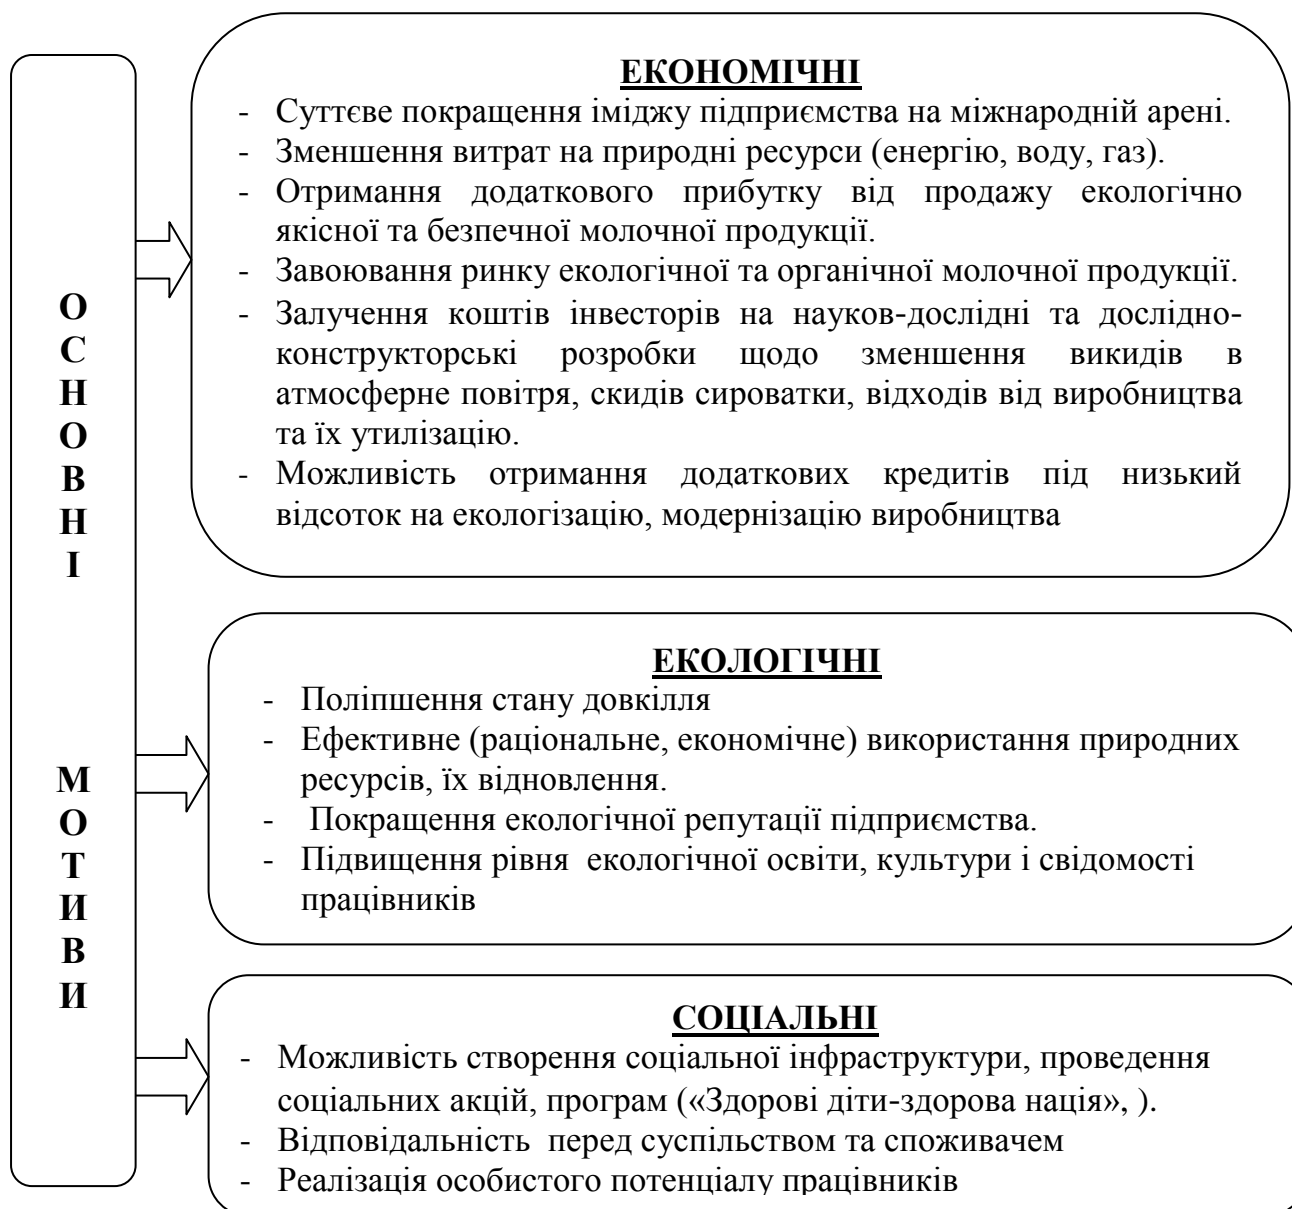 ОСНОВНІ
МОТИВИ
ЕКОНОМІЧНІ
- Суттєве покращення іміджу підприємства на міжнародній арені.
- Зменшення витрат на природні ресурси (енергію, воду, газ).
- Отримання додаткового прибутку від продажу екологічно
якісної та безпечної молочної продукції.
- Завоювання ринку екологічної та органічної молочної продукції.
- Залучення коштів інвесторів на науков-дослідні та дослідно-
конструкторські розробки щодо зменшення викидів в
атмосферне повітря, скидів сироватки, відходів від виробництва
та їх утилізацію.
- Можливість отримання додаткових кредитів під низький
відсоток на екологізацію, модернізацію виробництва
ЕКОЛОГІЧНІ
- Поліпшення стану довкілля
- Ефективне (раціональне, економічне) використання природних
ресурсів, їх відновлення.
- Покращення екологічної репутації підприємства.
- Підвищення рівня екологічної освіти, культури і свідомості
працівників
СОЦІАЛЬНІ
- Можливість створення соціальної інфраструктури, проведення
соціальних акцій, програм («Здорові діти-здорова нація», ).
- Відповідальність перед суспільством та споживачем
- Реалізація особистого потенціалу працівників